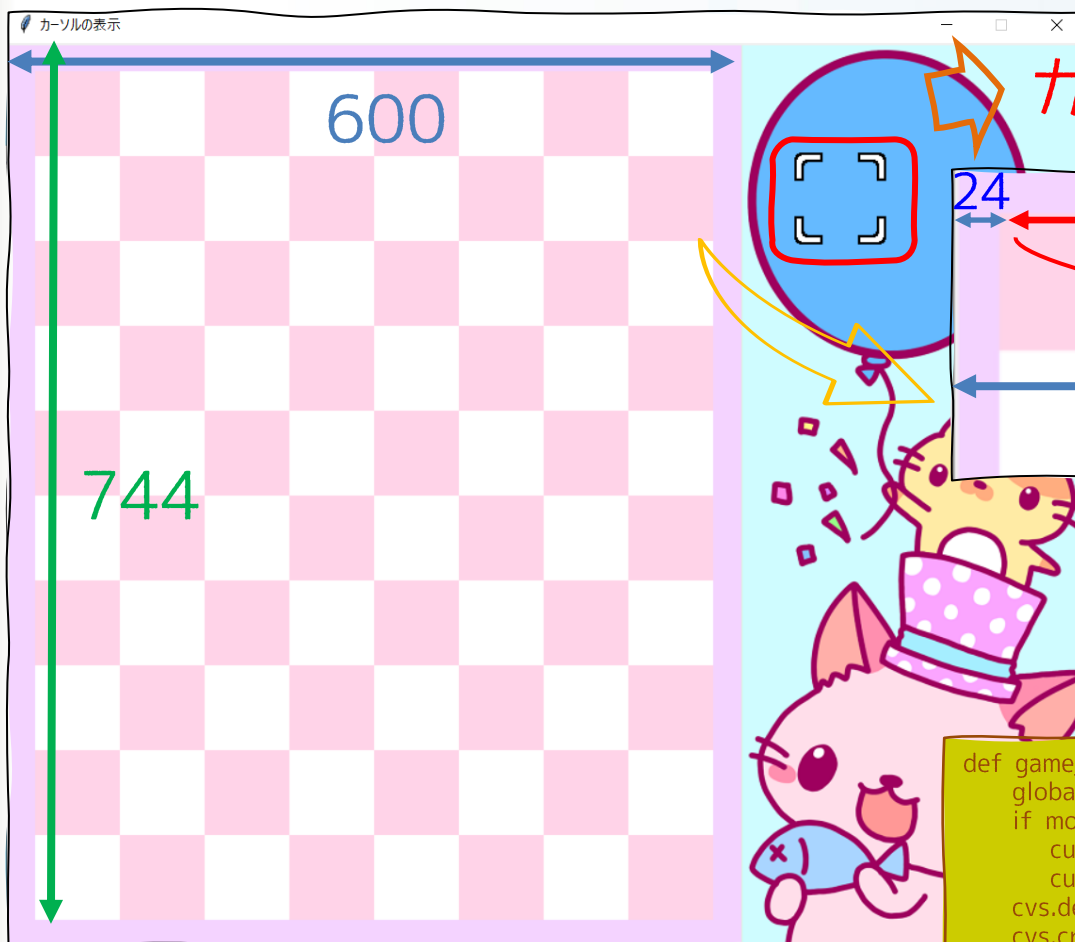 カーソルの表示
600
24
744
def game
globa
if mo
cu
cu
cvs.de
cvs.cr